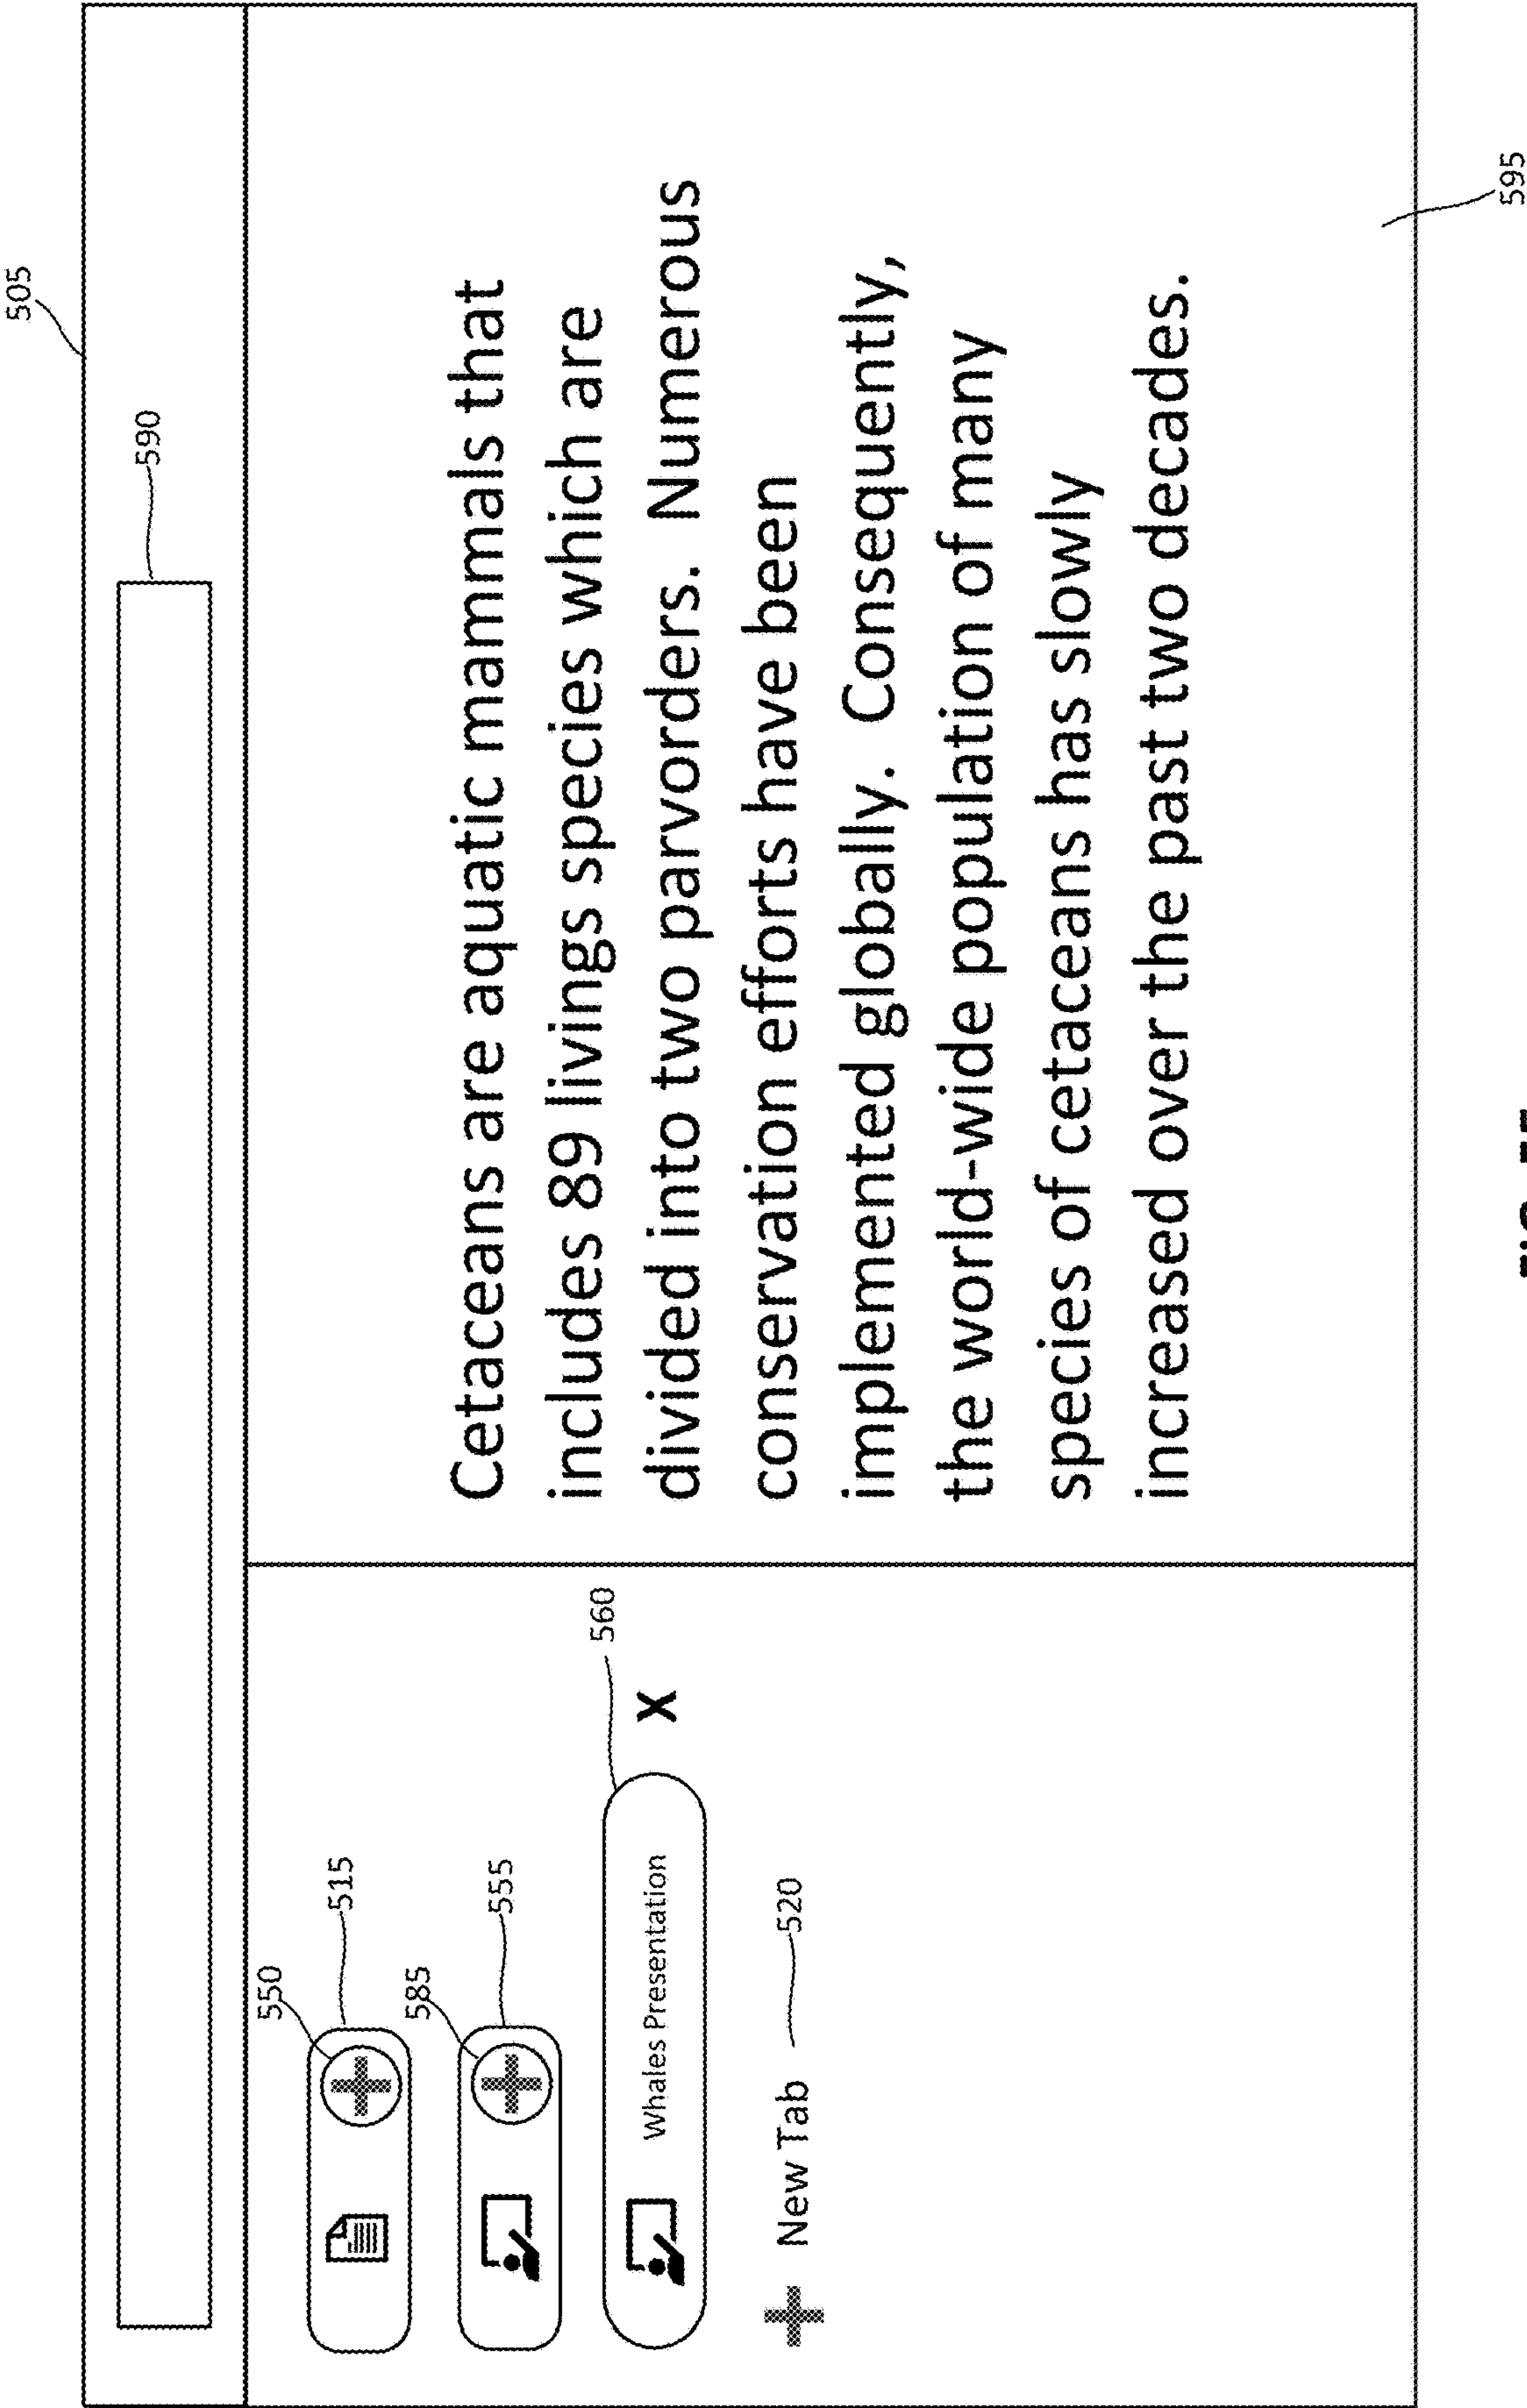 505
590
550
515
585
555
560
Whales Presentation
X
New Tab
520
Cetaceans are aquatic mammals that
includes 89 livings species which are
divided into two parvorders.  Numerous
conservation efforts have been
implemented globally.  Consequently,
the world-wide population of many
species of cetaceans has slowly
increased over the past two decades.
595